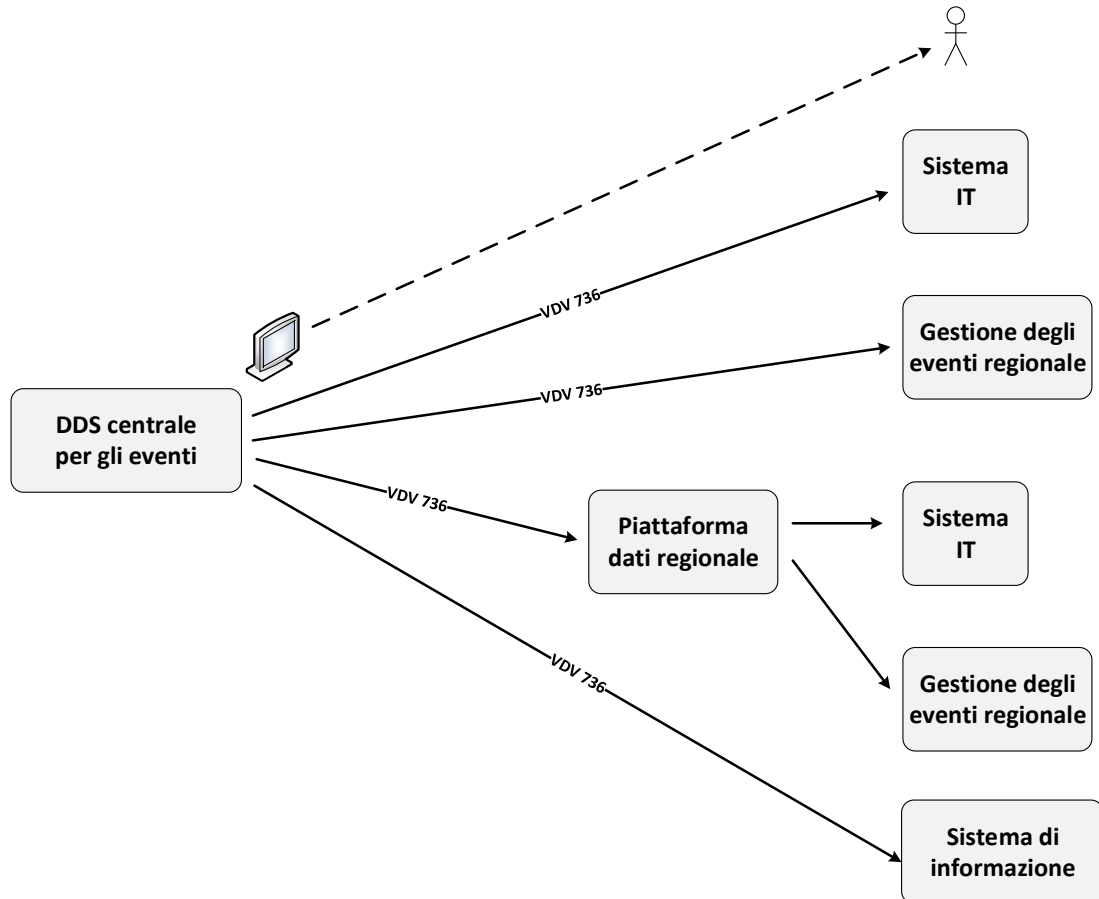 Sistema
IT
VDV 736
Gestione degli
eventi regionale
VDV 736
DDS centrale
per gli eventi
VDV 736
Piattaforma
dati regionale
Sistema
IT
VDV 736
Gestione degli
eventi regionale
Sistema di
informazione